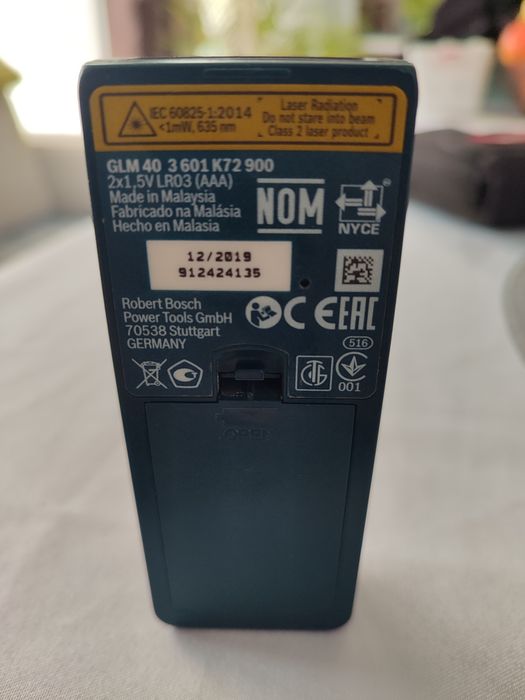 IEC 60825-1:2014
<1mW, 635 nm
Laser Radiation
Do not stare into beam
Class 2 laser product
GLM 40 3 601 K72 900
2x1,5V LR03 (AAA)
Made in Malaysia
Fabricado na Malásia
Hecho en Malasia
NOM
NYCE
12/2019
912424135
Robert Bosch
Power Tools GmbH
70538 Stuttgart
GERMANY
CE
EAC
516
001
OPEN